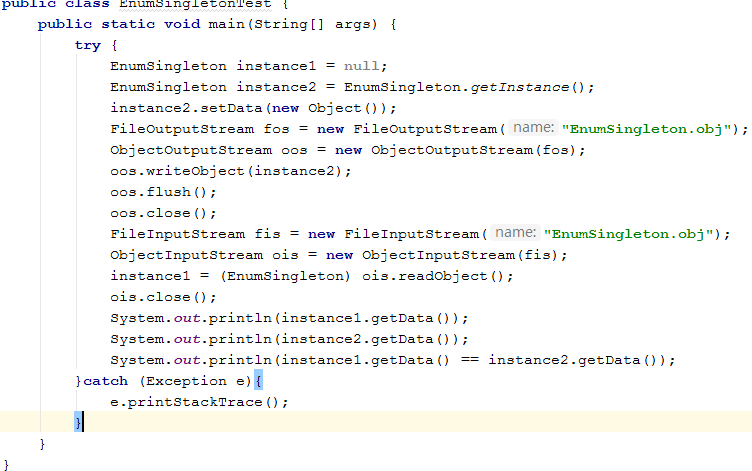 public class EnumSingletonTest {
public static void main(String[] args) {
try {
EnumSingleton instance1 = null;
EnumSingleton instance2 = EnumSingleton.getInstance();
instance2.setData(new Object());
FileOutputStream fos = new FileOutputStream( name: "EnumSingleton.obj");
ObjectOutputStream oos = new ObjectOutputStream(fos);
oos.writeObject(instance2);
oos.flush();
oos.close();
FileInputStream fis = new FileInputStream( name: "EnumSingleton.obj");
ObjectInputStream ois = new ObjectInputStream(fis);
instance1 = (EnumSingleton) ois.readObject();
ois.close();
System.out.println(instance1.getData());
System.out.println(instance2.getData());
System.out.println(instance1.getData() == instance2.getData());
}catch (Exception e){
e.printStackTrace();
}
}
}